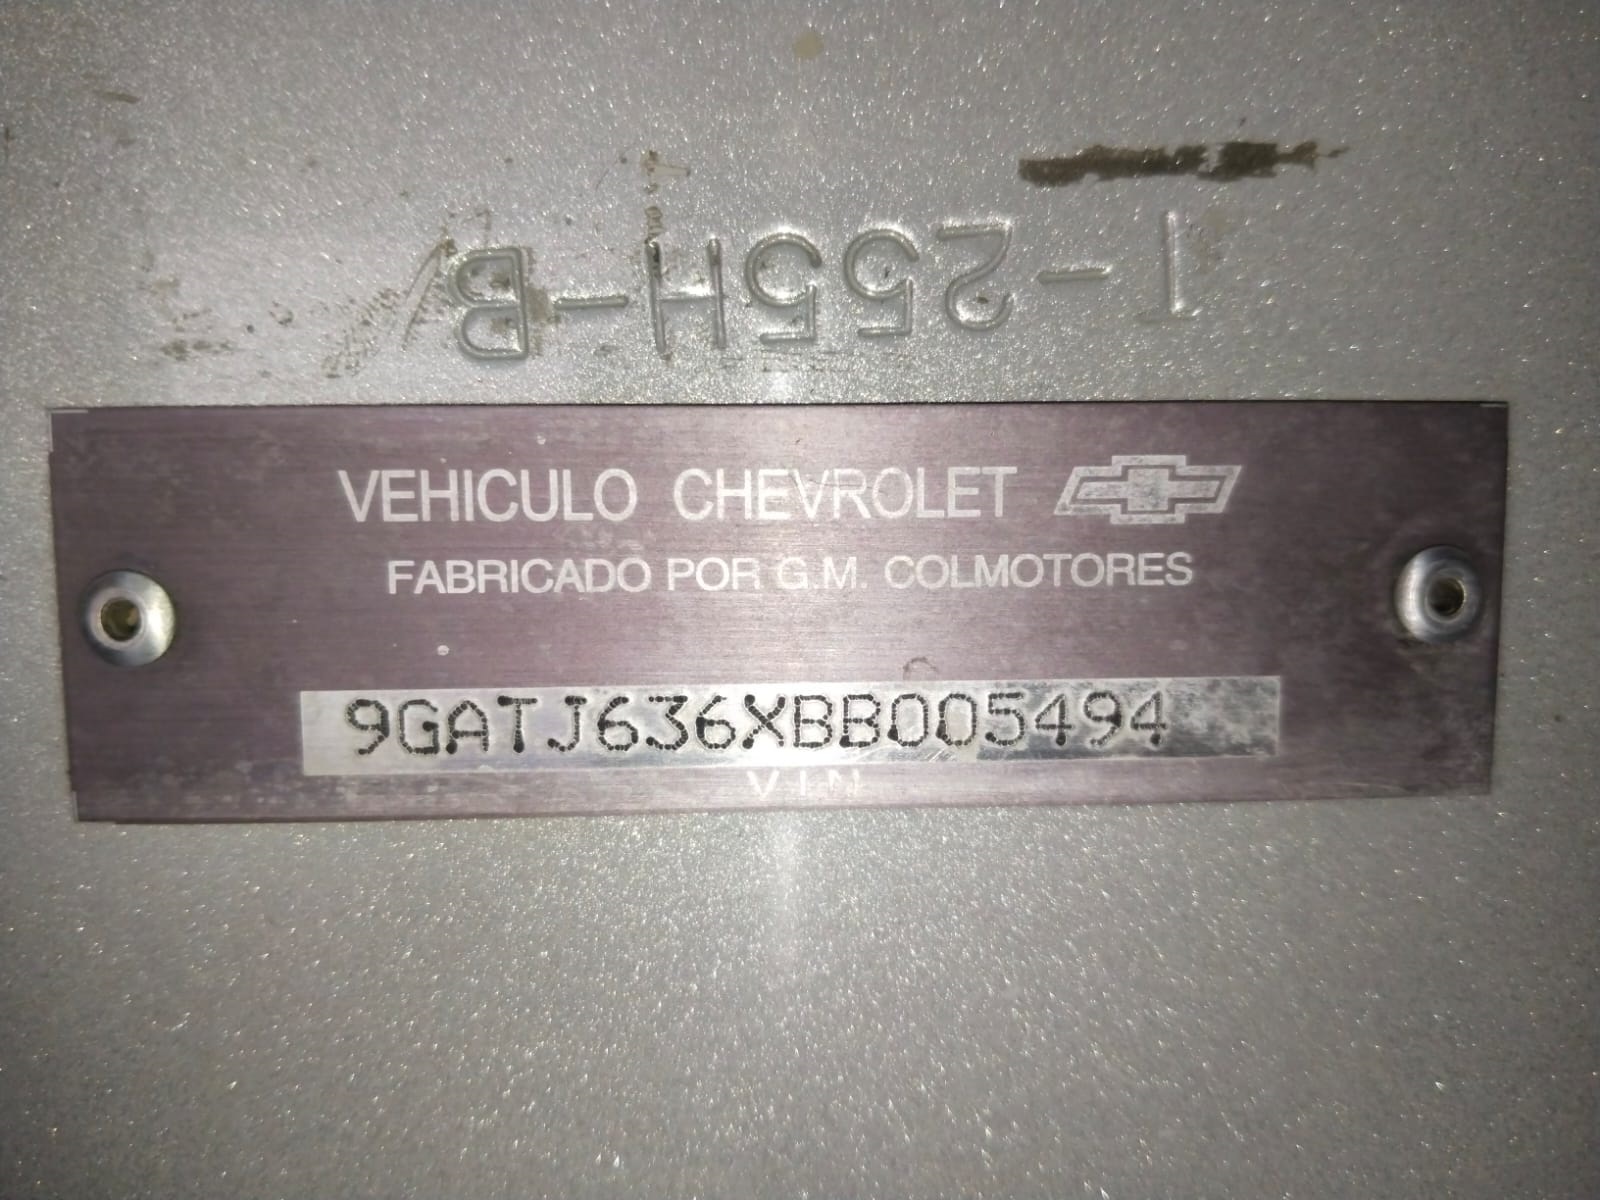 1-255H-B
VEHICULO CHEVROLET
FABRICADO POR G.M. COLMOTORES
9GATJ636XBB005494
VIN